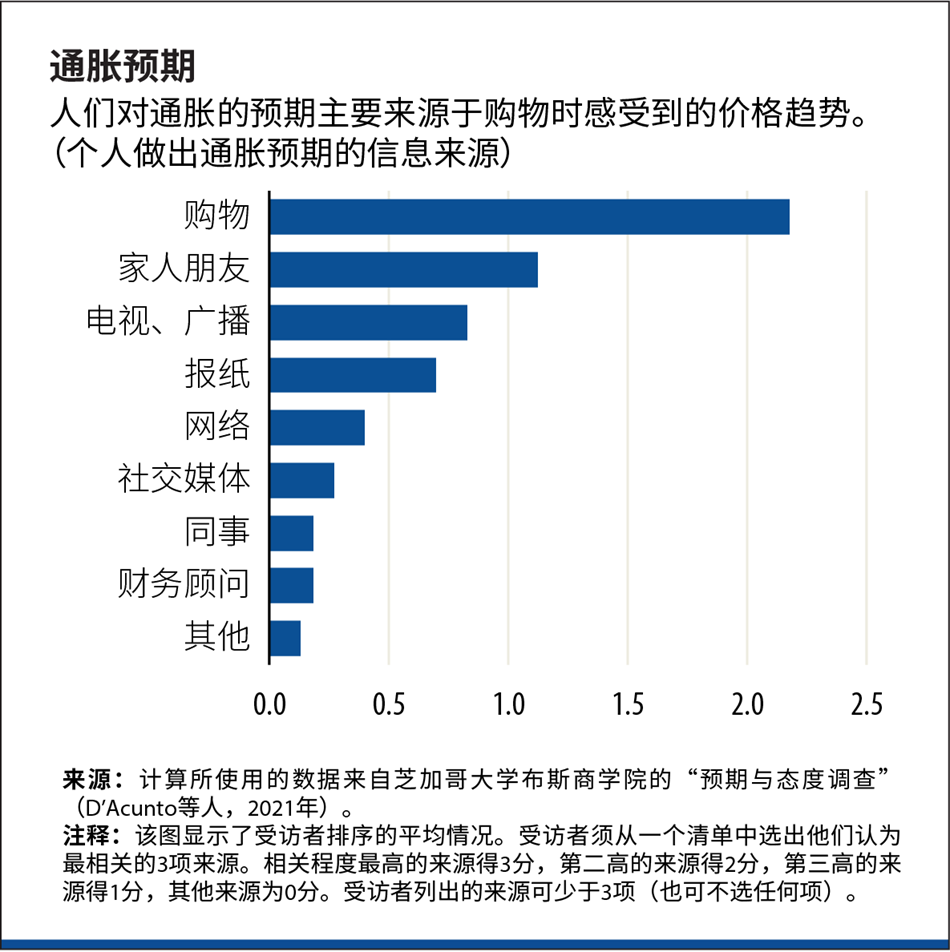 通胀预期
人们对通胀的预期主要来源于购物时感受到的价格趋势。
（个人做出通胀预期的信息来源）
购物
家人朋友
电视、广播
报纸
网络
社交媒体
同事
财务顾问
其他
0.0 0.5 1.0 1.5 2.0 2.5
来源：计算所使用的数据来自芝加哥大学布斯商学院的“预期与态度调查”
（D’Acunto等人，2021年）。
注释：该图显示了受访者排序的平均情况。受访者须从一个清单中选出他们认为
最相关的3项来源。相关程度最高的来源得3分，第二高的来源得2分，第三高的来
源得1分，其他来源为0分。受访者列出的来源可少于3项（也可不选任何项）。